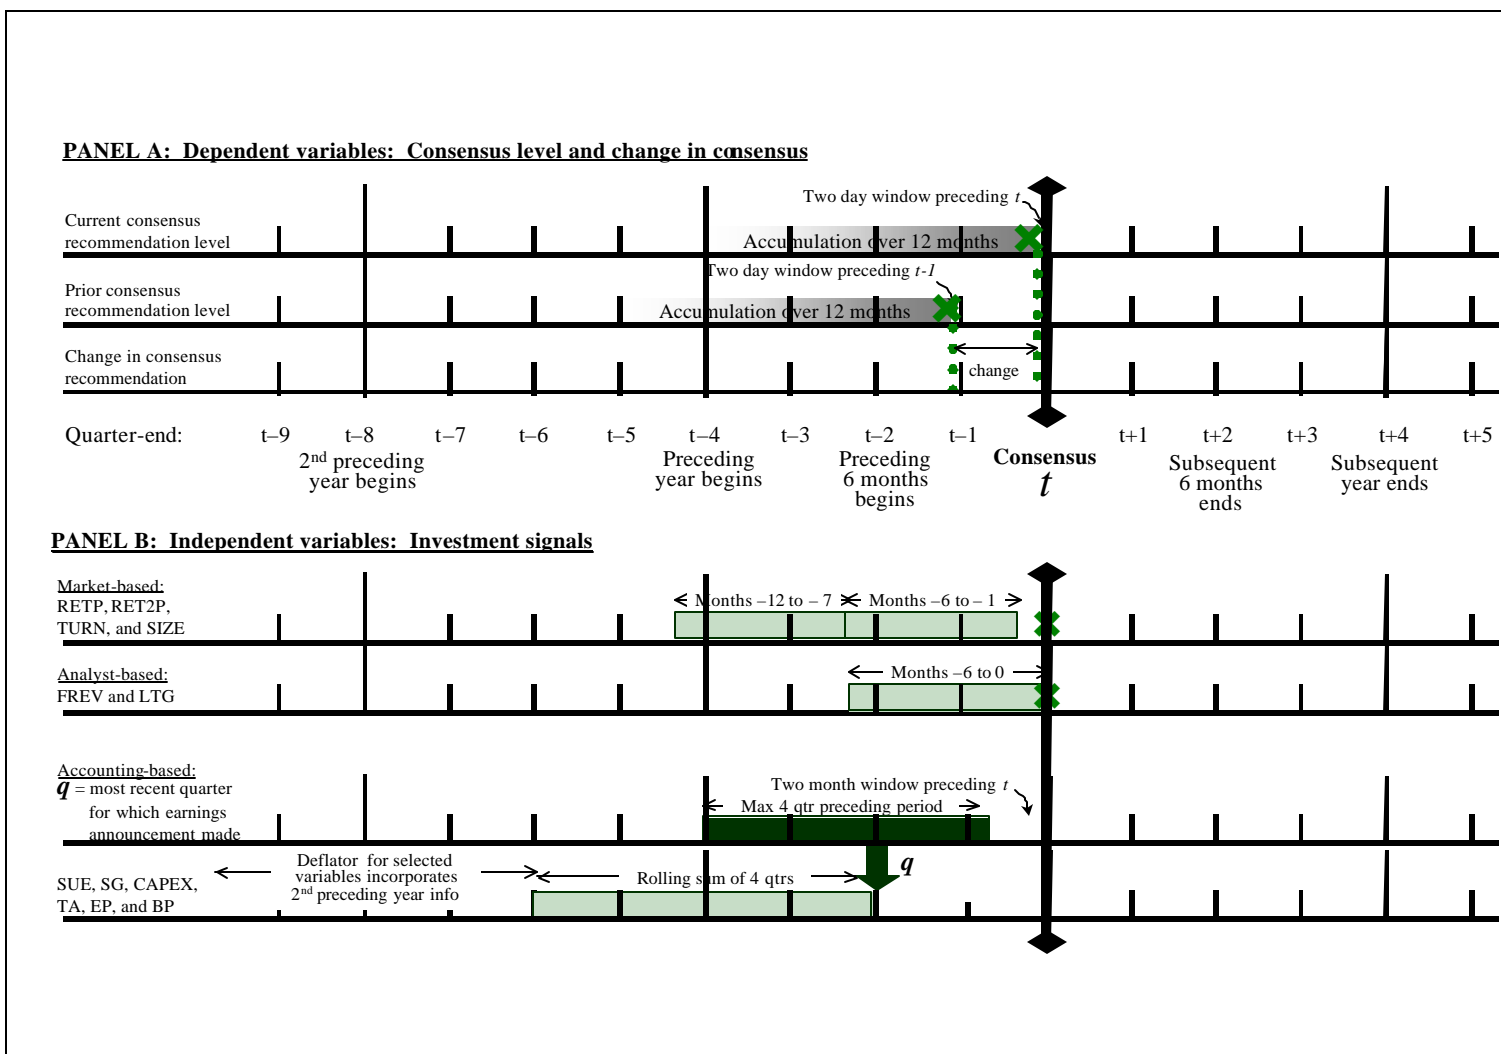 PANEL A: Dependent variables: Consensus level and change in consensus
Two day window preceding t
Current consensus
recommendation level
Accumulation over 12 months
Two day window preceding t-1
Prior consensus
recommendation level
Accumulation over 12 months
Change in consensus
recommendation
change
Quarter-end: t–9 t–8 t–7 t–6 t–5 t–4 t–3 t–2 t–1 t+1 t+2 t+3 t+4 t+5
2nd preceding
year begins
Preceding
year begins
Preceding
6 months
begins
Consensus
t
Subsequent
6 months
ends
Subsequent
year ends
PANEL B: Independent variables: Investment signals
Market-based:
RETP, RET2P,
TURN, and SIZE
Months –12 to – 7
Months –6 to – 1
Analyst-based:
FREV and LTG
Months –6 to 0
Accounting-based:
q = most recent quarter
for which earnings
announcement made
Two month window preceding t
Max 4 qtr preceding period
q
SUE, SG, CAPEX,
TA, EP, and BP
Deflator for selected
variables incorporates
2nd preceding year info
Rolling sum of 4 qtrs